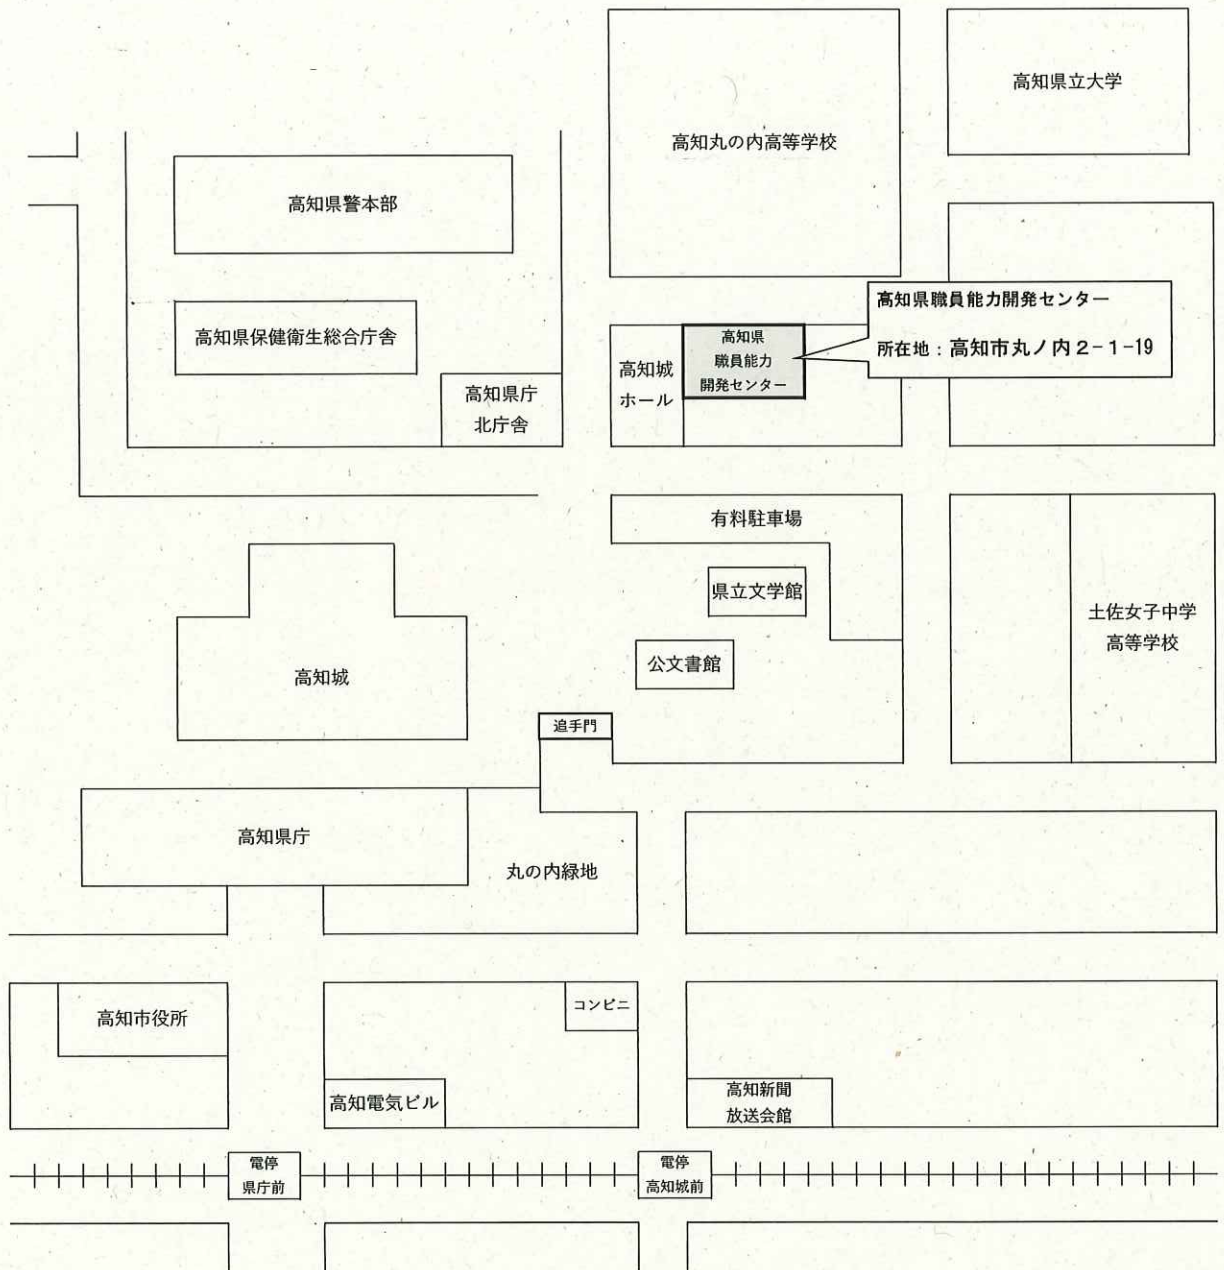 高知県立大学
高知丸の内高等学校
高知県警本部
高知県職員能力開発センター
所在地：高知市丸ノ内２-１-19
高知県保健衛生総合庁舎
高知県
職員能力
開発センター
高知城
ホール
高知県庁
北庁舎
有料駐車場
県立文学館
土佐女子中学
高等学校
公文書館
高知城
追手門
高知県庁
丸の内緑地
コンビニ
高知市役所
高知電気ビル
高知新聞
放送会館
電停
県庁前
電停
高知城前